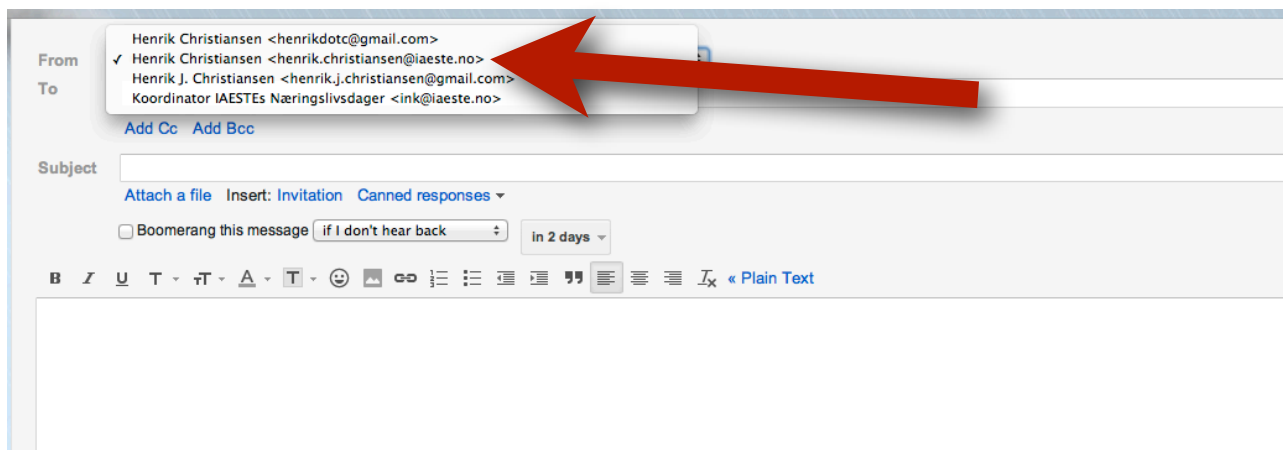 Henrik Christiansen <henrikdotc@gmail.com>
From ✓ Henrik Christiansen <henrik.christiansen@iaeste.no>
Henrik J. Christiansen <henrik.j.christiansen@gmail.com>
To
Koordinator IAESTEs Næringslivsdager <ink@iaeste.no>
Add Cc Add Bcc
Subject
Attach a file Insert: Invitation Canned responses
Boomerang this message if I don't hear back in 2 days
B I U T TT A T Tx « Plain Text